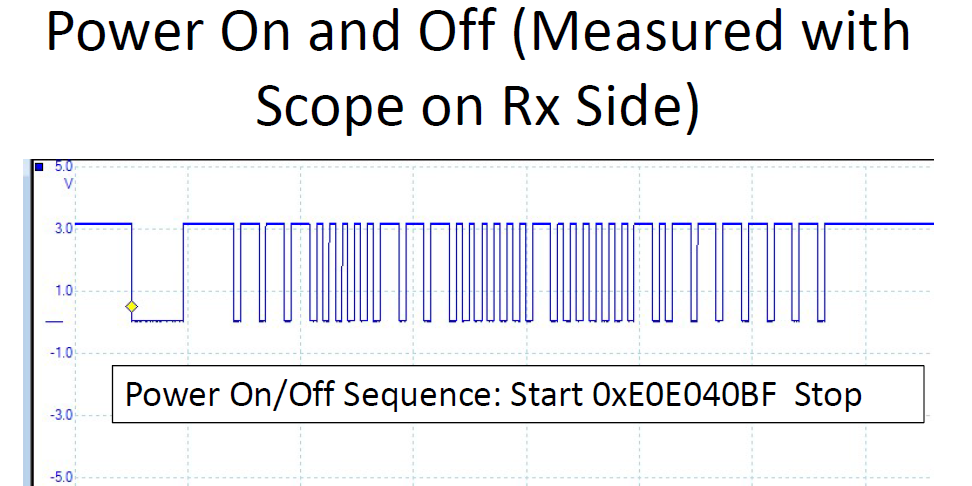 Power On and Off (Measured with
Scope on Rx Side)
5.0
V
3.0
1.0
-1.0
Power On/Off Sequence: Start 0xE0E040BF  Stop
-3.0
-5.0